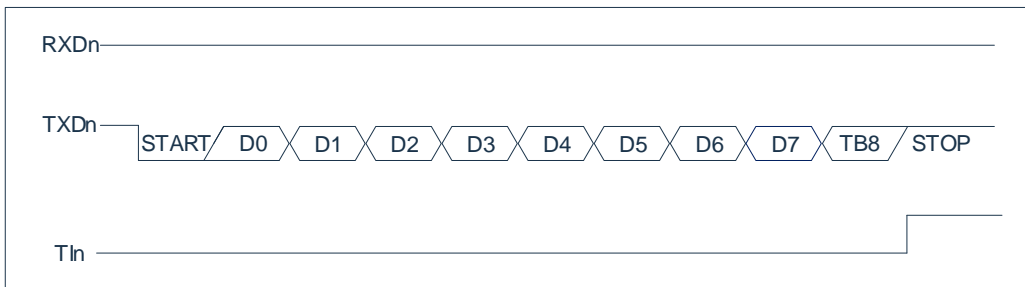 RXDn
TXDn
START D0 D1 D2 D3 D4 D5 D6 D7 TB8 STOP
TIn